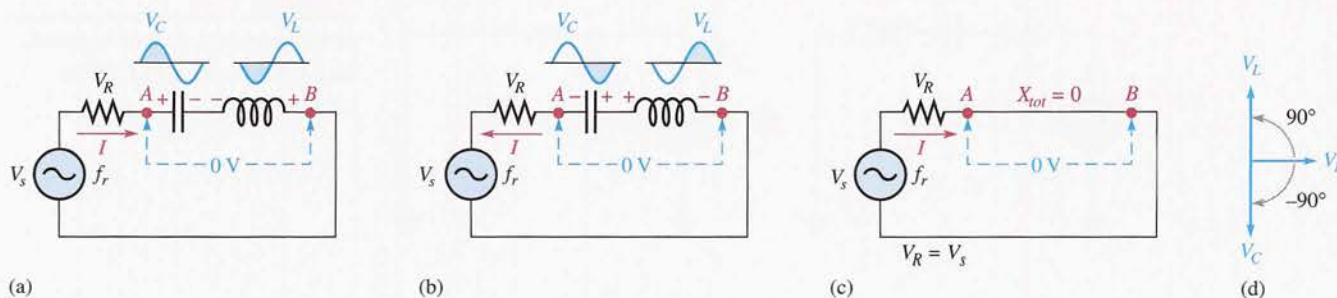 V_C V_L
V_R A + - - + B
I
0 V
V_s f_r
(a)
V_C V_L
V_R A - + + - B
I
0 V
V_s f_r
(b)
V_R A X_tot = 0 B
I
0 V
V_s f_r
V_R = V_s
(c)
V_L
90°
-90°
V_C
(d)